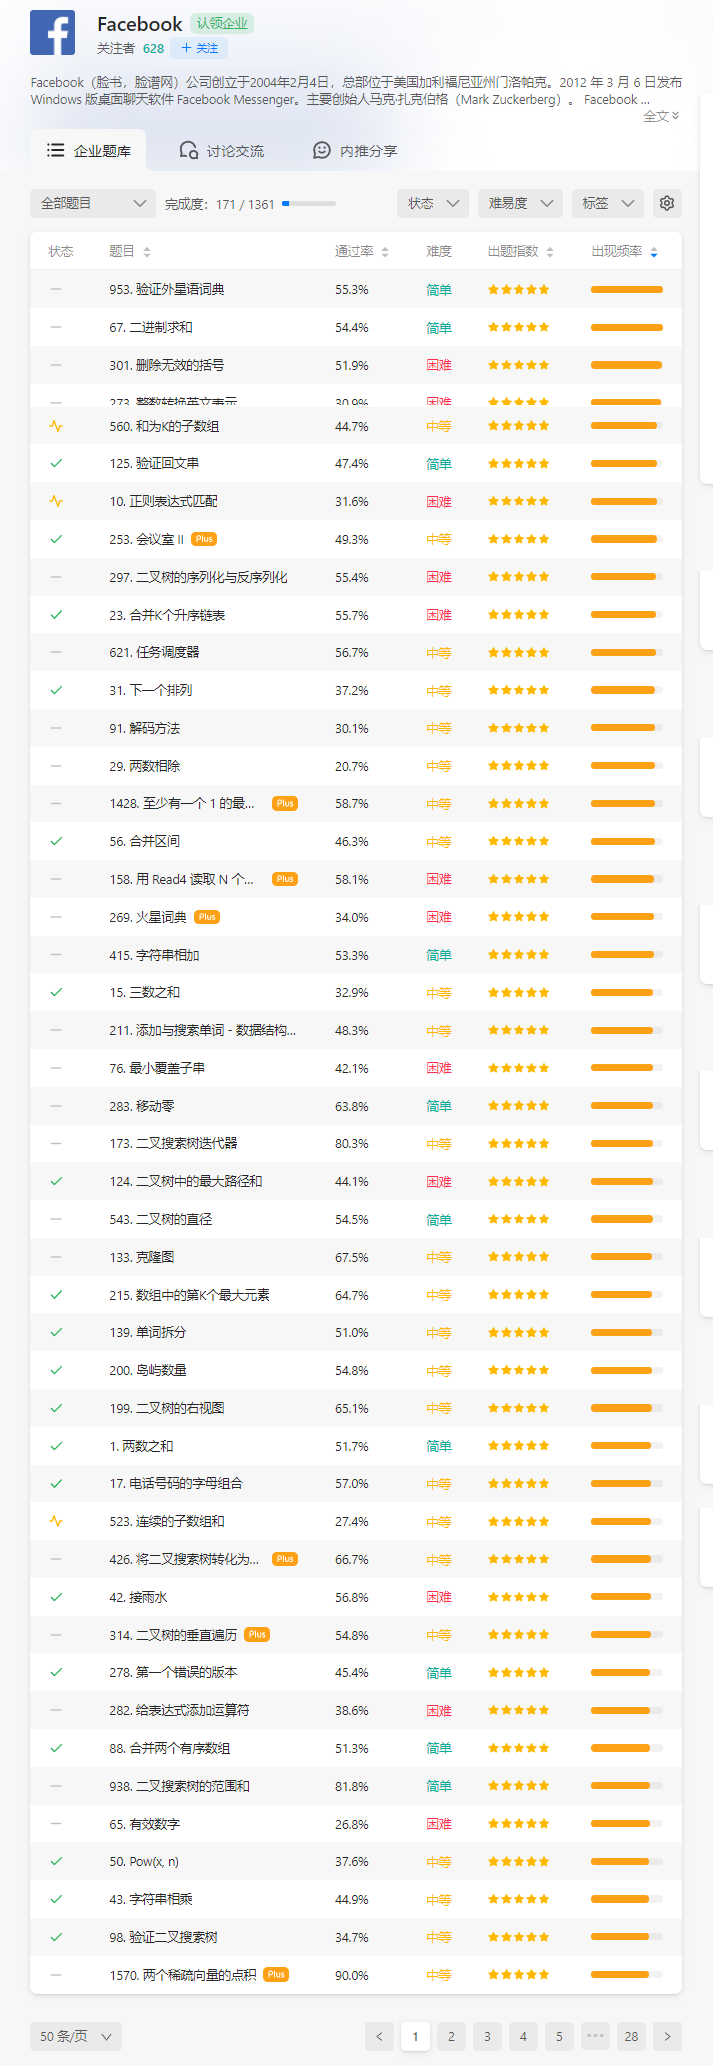 Facebook 认领企业
关注者 628 + 关注
Facebook（脸书，脸谱网）公司创立于2004年2月4日，总部位于美国加利福尼亚州门洛帕克。2012 年 3 月 6 日发布
Windows 版桌面聊天软件 Facebook Messenger。主要创始人马克·扎克伯格（Mark Zuckerberg）。 Facebook ...
全文
企业题库 讨论交流 内推分享
全部题目 完成度：171 / 1361 状态 难易度 标签
状态 题目 通过率 难度 出题指数 出现频率
953. 验证外星语词典 55.3% 简单
67. 二进制求和 54.4% 简单
301. 删除无效的括号 51.9% 困难
273. 整数转换英文表示 30.9% 困难
560. 和为K的子数组 44.7% 中等
125. 验证回文串 47.4% 简单
10. 正则表达式匹配 31.6% 困难
253. 会议室 II Plus 49.3% 中等
297. 二叉树的序列化与反序列化 55.4% 困难
23. 合并K个升序链表 55.7% 困难
621. 任务调度器 56.7% 中等
31. 下一个排列 37.2% 中等
91. 解码方法 30.1% 中等
29. 两数相除 20.7% 中等
1428. 至少有一个 1 的最... Plus 58.7% 中等
56. 合并区间 46.3% 中等
158. 用 Read4 读取 N 个... Plus 58.1% 困难
269. 火星词典 Plus 34.0% 困难
415. 字符串相加 53.3% 简单
15. 三数之和 32.9% 中等
211. 添加与搜索单词 - 数据结构... 48.3% 中等
76. 最小覆盖子串 42.1% 困难
283. 移动零 63.8% 简单
173. 二叉搜索树迭代器 80.3% 中等
124. 二叉树中的最大路径和 44.1% 困难
543. 二叉树的直径 54.5% 简单
133. 克隆图 67.5% 中等
215. 数组中的第K个最大元素 64.7% 中等
139. 单词拆分 51.0% 中等
200. 岛屿数量 54.8% 中等
199. 二叉树的右视图 65.1% 中等
1. 两数之和 51.7% 简单
17. 电话号码的字母组合 57.0% 中等
523. 连续的子数组和 27.4% 中等
426. 将二叉搜索树转化为... Plus 66.7% 中等
42. 接雨水 56.8% 困难
314. 二叉树的垂直遍历 Plus 54.8% 中等
278. 第一个错误的版本 45.4% 简单
282. 给表达式添加运算符 38.6% 困难
88. 合并两个有序数组 51.3% 简单
938. 二叉搜索树的范围和 81.8% 简单
65. 有效数字 26.8% 困难
50. Pow(x, n) 37.6% 中等
43. 字符串相乘 44.9% 中等
98. 验证二叉搜索树 34.7% 中等
1570. 两个稀疏向量的点积 Plus 90.0% 中等
50 条/页 < 1 2 3 4 5 ••• 28 >